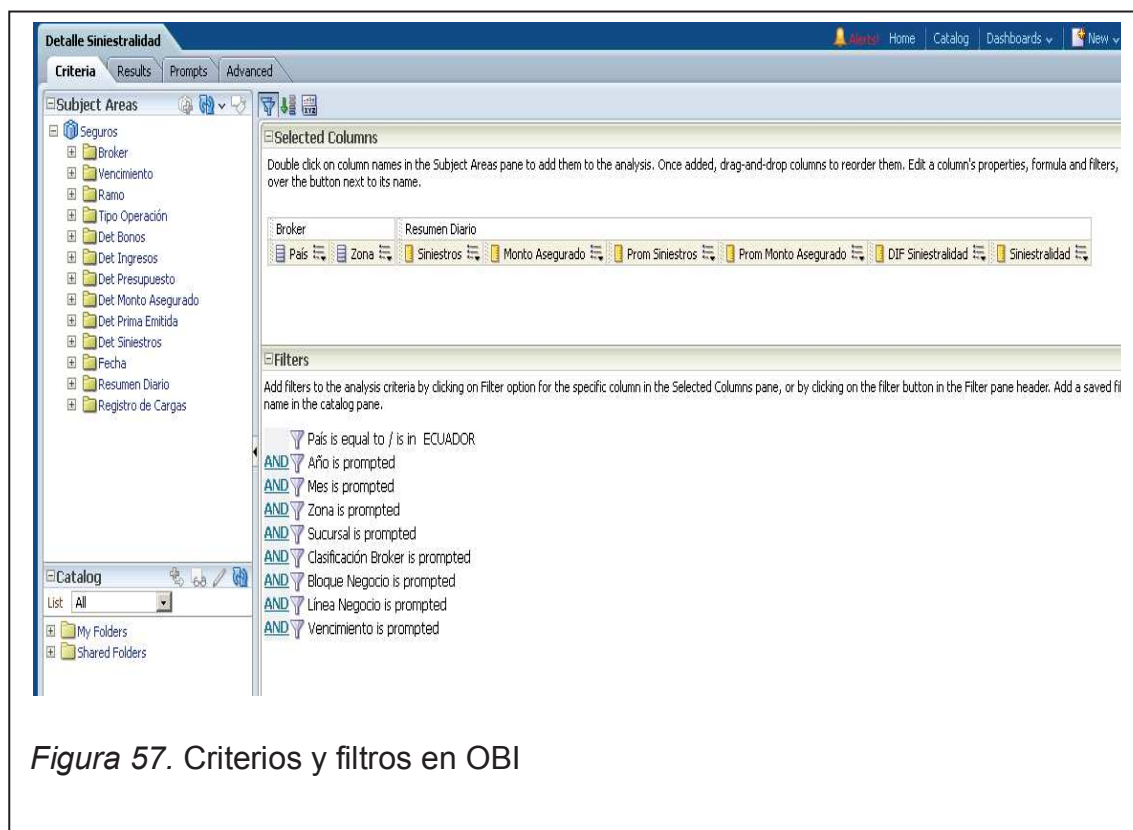 Detalle Siniestralidad
Alerts! Home Catalog Dashboards New
Criteria Results Prompts Advanced
Subject Areas
Seguros
Broker
Vencimiento
Ramo
Tipo Operación
Det Bonos
Det Ingresos
Det Presupuesto
Det Monto Asegurado
Det Prima Emitida
Det Siniestros
Fecha
Resumen Diario
Registro de Cargas
Catalog
List All
My Folders
Shared Folders
Selected Columns
Double click on column names in the Subject Areas pane to add them to the analysis. Once added, drag-and-drop columns to reorder them. Edit a column's properties, formula and filters,
over the button next to its name.
Broker Resumen Diario
País Zona Siniestros Monto Asegurado Prom Siniestros Prom Monto Asegurado DIF Siniestralidad Siniestralidad
Filters
Add filters to the analysis criteria by clicking on Filter option for the specific column in the Selected Columns pane, or by clicking on the filter button in the Filter pane header. Add a saved fi
name in the catalog pane.
País is equal to / is in ECUADOR
AND Año is prompted
AND Mes is prompted
AND Zona is prompted
AND Sucursal is prompted
AND Clasificación Broker is prompted
AND Bloque Negocio is prompted
AND Línea Negocio is prompted
AND Vencimiento is prompted
Figura 57. Criterios y filtros en OBI